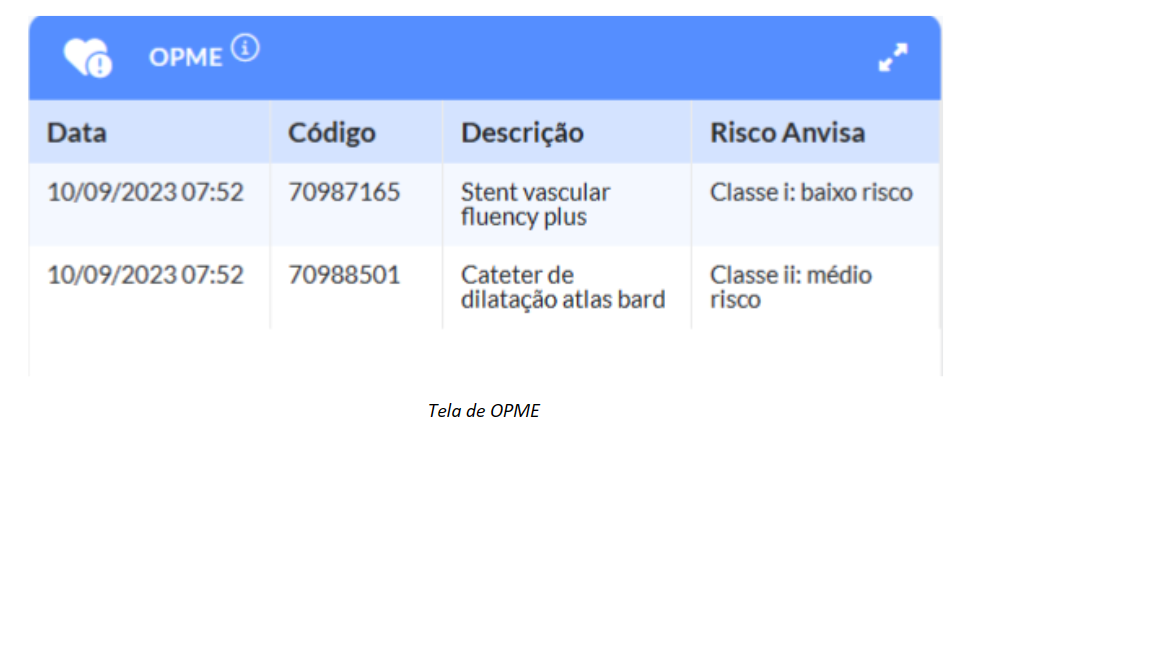 OPME
Data Código Descrição Risco Anvisa
10/09/2023 07:52 70987165 Stent vascular Classe i: baixo risco
fluency plus
10/09/2023 07:52 70988501 Cateter de Classe ii: médio
dilatação atlas bard risco
Tela de OPME